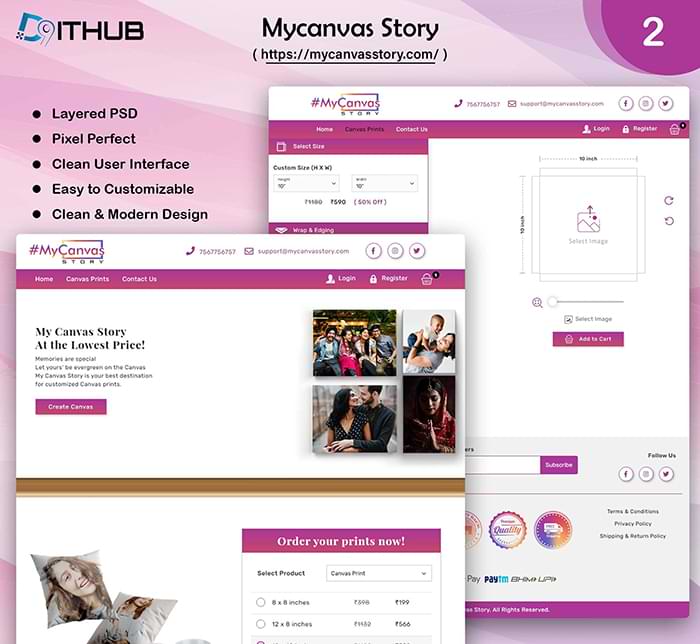 D9ITHUB
Mycanvas Story
( https://mycanvasstory.com/ )
2
Layered PSD
Pixel Perfect
Clean User Interface
Easy to Customizable
Clean & Modern Design
#MyCanvas
STORY
7567756757
support@mycanvasstory.com
Home Canvas Prints Contact Us
Login Register
Select Size
Custom Size (H X W)
Height Width
10" 10"
₹1180 ₹590 ( 50% Off )
Wrap & Edging
10 inch
10 inch
Select Image
Select Image
Add to Cart
#MyCanvas
STORY
7567756757
support@mycanvasstory.com
Home Canvas Prints Contact Us
Login Register
My Canvas Story
At the Lowest Price!
Memories are special
Let yours' be evergreen on the Canvas
My Canvas Story is your best destination
for customized Canvas prints.
Create Canvas
Subscribe
Follow Us
Premium
Quality
Terms & Conditions
Privacy Policy
Shipping & Return Policy
Pay Paytm BHIM UPI
Story, All Rights Reserved.
Order your prints now!
Select Product Canvas Print
8 x 8 inches ₹398 ₹199
12 x 8 inches ₹1132 ₹566